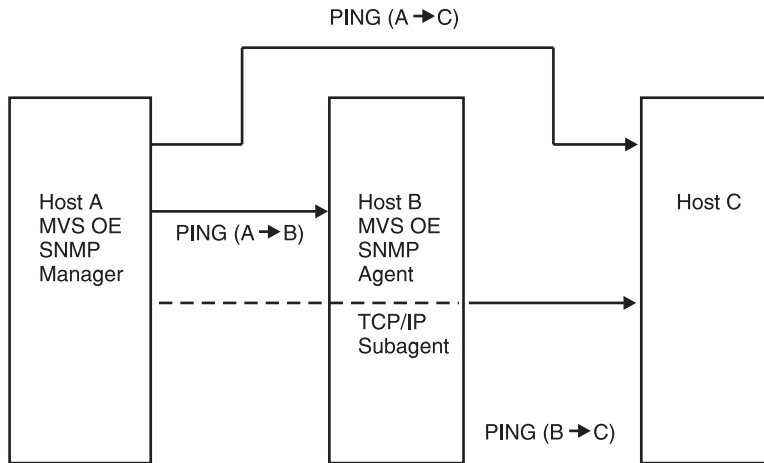 PING (A➔C)
Host A
MVS OE
SNMP
Manager
PING (A➔B)
Host B
MVS OE
SNMP
Agent
TCP/IP
Subagent
Host C
PING (B➔C)